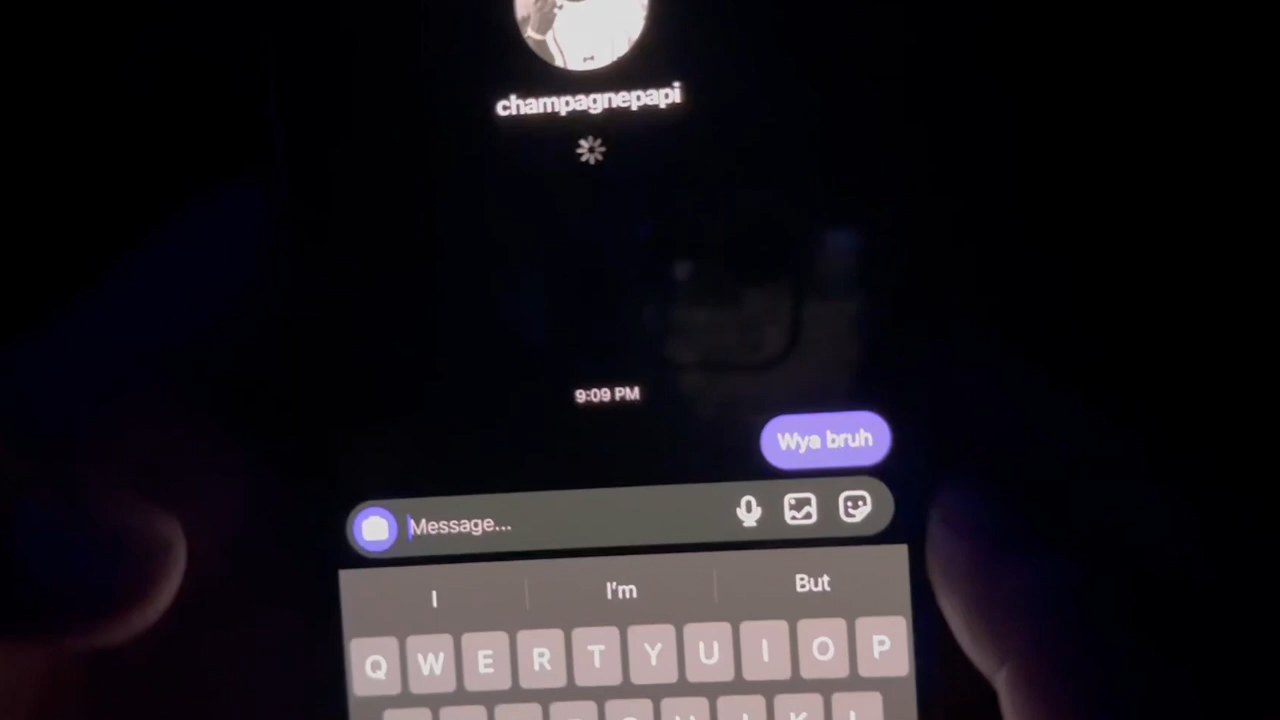 champagnepapi
9:09 PM
Wya bruh
Message...
I I'm But
Q W E R T Y U I O P